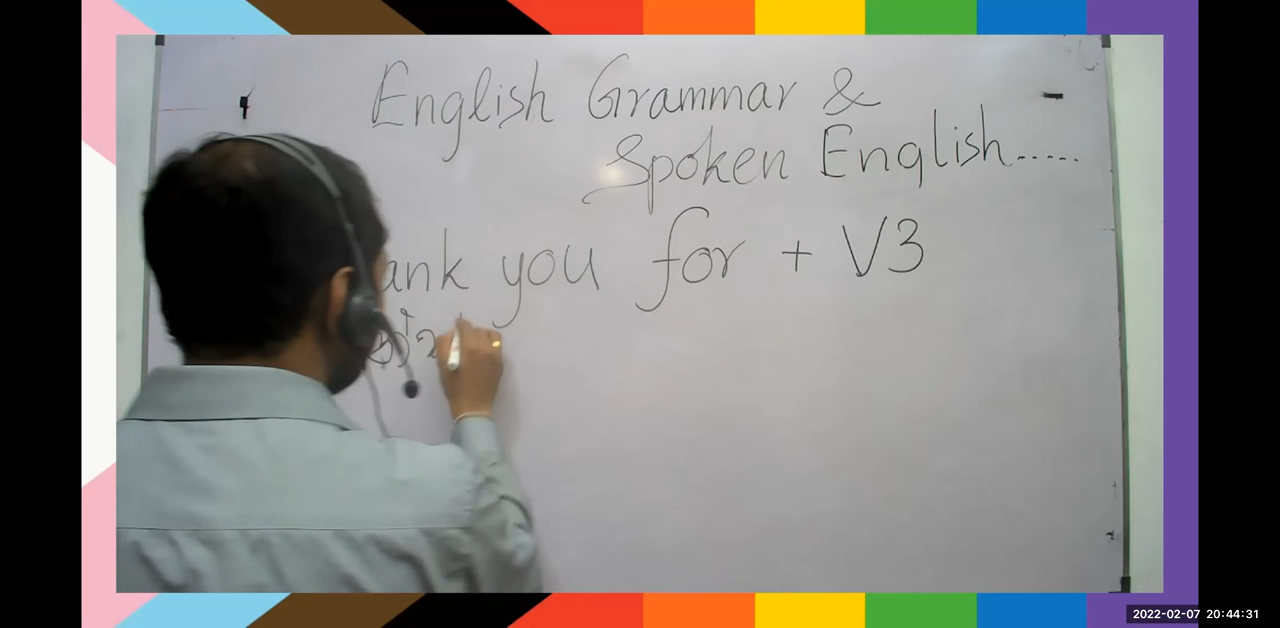 English Grammar &
Spoken English.....
ank you for + V3
2022-02-07 20:44:31